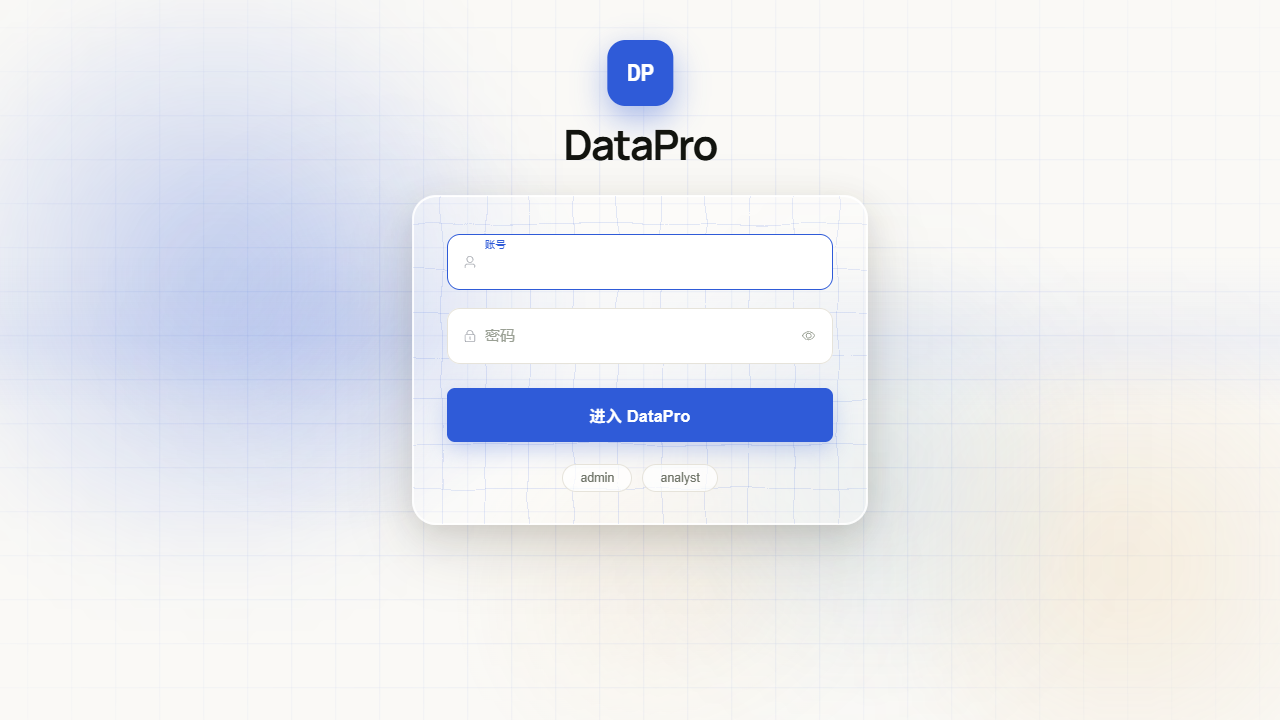 DP
DataPro
账号
密码
进入 DataPro
admin
analyst